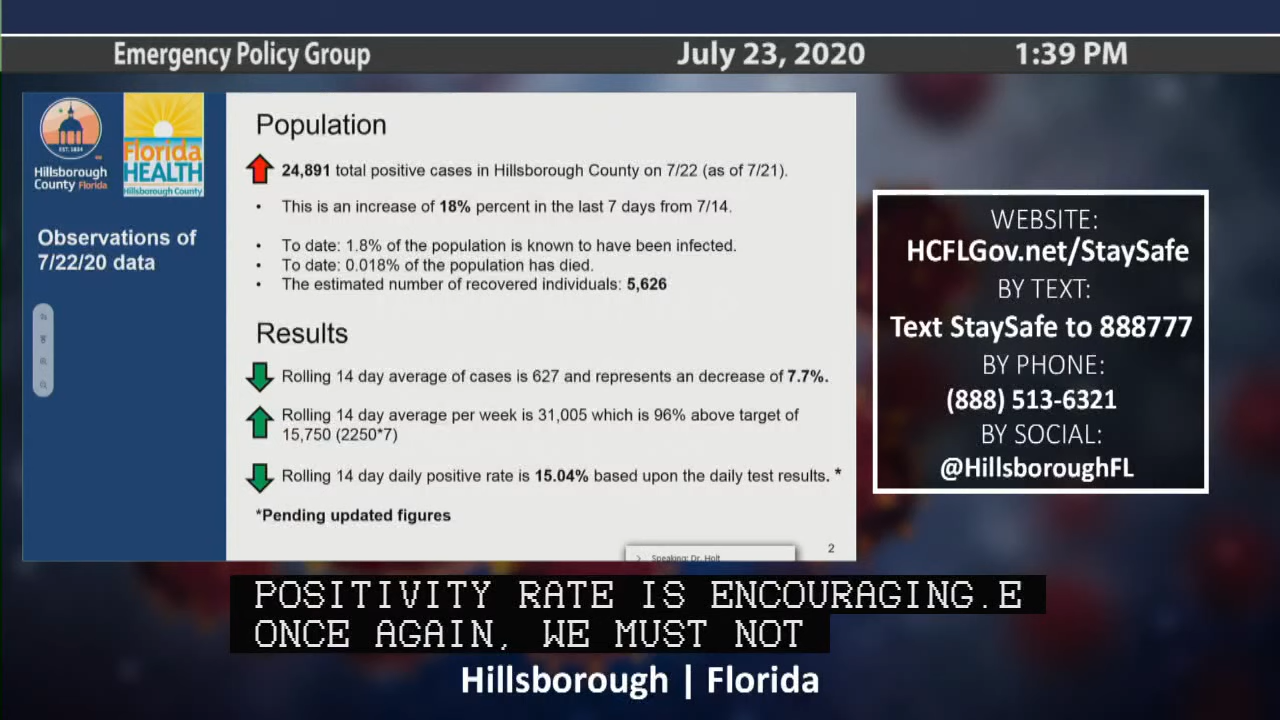 Emergency Policy Group
July 23, 2020
1:39 PM
EST. 1834
Hillsborough
County Florida
Florida
HEALTH
Hillsborough County
Observations of
7/22/20 data
Population
24,891 total positive cases in Hillsborough County on 7/22 (as of 7/21).
• This is an increase of 18% percent in the last 7 days from 7/14.
• To date: 1.8% of the population is known to have been infected.
• To date: 0.018% of the population has died.
• The estimated number of recovered individuals: 5,626
Results
Rolling 14 day average of cases is 627 and represents an decrease of 7.7%.
Rolling 14 day average per week is 31,005 which is 96% above target of
15,750 (2250*7)
Rolling 14 day daily positive rate is 15.04% based upon the daily test results. *
*Pending updated figures
Speaking: Dr. Holt
2
WEBSITE:
HCFLGov.net/StaySafe
BY TEXT:
Text StaySafe to 888777
BY PHONE:
(888) 513-6321
BY SOCIAL:
@HillsboroughFL
POSITIVITY RATE IS ENCOURAGING.E
ONCE AGAIN, WE MUST NOT
Hillsborough | Florida